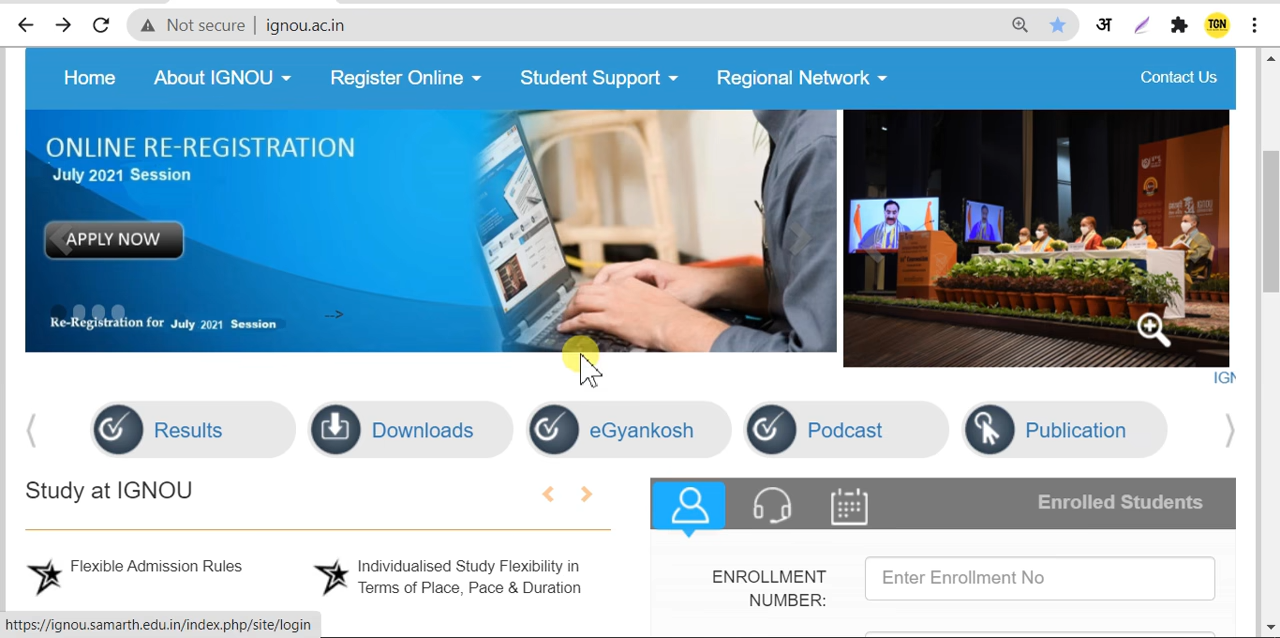 Not secure | ignou.ac.in
अ
TGN
Home About IGNOU Register Online Student Support Regional Network Contact Us
ONLINE RE-REGISTRATION
July 2021 Session
APPLY NOW
Re-Registration for July 2021 Session -->
IGN
Results Downloads eGyankosh Podcast Publication
Study at IGNOU
Enrolled Students
Flexible Admission Rules
Individualised Study Flexibility in
Terms of Place, Pace & Duration
ENROLLMENT
NUMBER:
Enter Enrollment No
https://ignou.samarth.edu.in/index.php/site/login